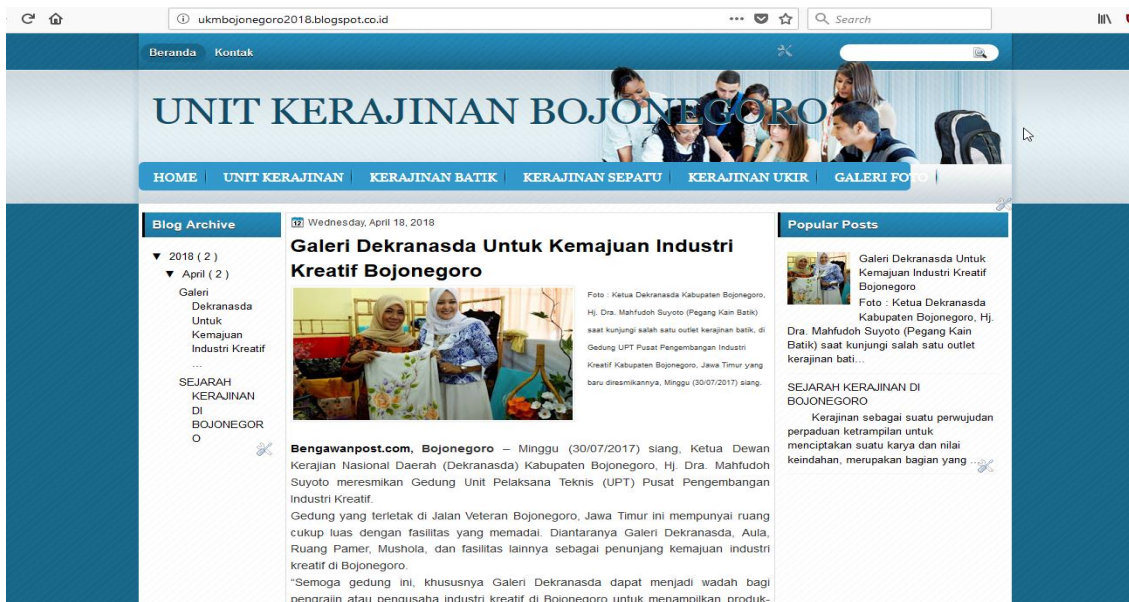 ukmbojonegoro2018.blogspot.co.id
Search
Beranda Kontak
UNIT KERAJINAN BOJONEGORO
HOME UNIT KERAJINAN KERAJINAN BATIK KERAJINAN SEPATU KERAJINAN UKIR GALERI FOTO
Blog Archive
▼ 2018 ( 2 )
▼ April ( 2 )
Galeri
Dekranasda
Untuk
Kemajuan
Industri Kreatif
...
SEJARAH
KERAJINAN
DI
BOJONEGOR
O
12 Wednesday, April 18, 2018
Galeri Dekranasda Untuk Kemajuan Industri
Kreatif Bojonegoro
Foto : Ketua Dekranasda Kabupaten Bojonegoro,
Hj. Dra. Mahfudoh Suyoto (Pegang Kain Batik)
saat kunjungi salah satu outlet kerajinan batik, di
Gedung UPT Pusat Pengembangan Industri
Kreatif Kabupaten Bojonegoro, Jawa Timur yang
baru diresmikannya, Minggu (30/07/2017) siang.
Bengawanpost.com, Bojonegoro – Minggu (30/07/2017) siang, Ketua Dewan
Kerajian Nasional Daerah (Dekranasda) Kabupaten Bojonegoro, Hj. Dra. Mahfudoh
Suyoto meresmikan Gedung Unit Pelaksana Teknis (UPT) Pusat Pengembangan
Industri Kreatif.
Gedung yang terletak di Jalan Veteran Bojonegoro, Jawa Timur ini mempunyai ruang
cukup luas dengan fasilitas yang memadai. Diantaranya Galeri Dekranasda, Aula,
Ruang Pamer, Mushola, dan fasilitas lainnya sebagai penunjang kemajuan industri
kreatif di Bojonegoro.
“Semoga gedung ini, khususnya Galeri Dekranasda dapat menjadi wadah bagi
pengrajin atau pengusaha industri kreatif di Bojonegoro untuk menampilkan produk-
Popular Posts
Galeri Dekranasda Untuk
Kemajuan Industri Kreatif
Bojonegoro
Foto : Ketua Dekranasda
Kabupaten Bojonegoro, Hj.
Dra. Mahfudoh Suyoto (Pegang Kain
Batik) saat kunjungi salah satu outlet
kerajinan bati...
SEJARAH KERAJINAN DI
BOJONEGORO
Kerajinan sebagai suatu perwujudan
perpaduan ketrampilan untuk
menciptakan suatu karya dan nilai
keindahan, merupakan bagian yang ...